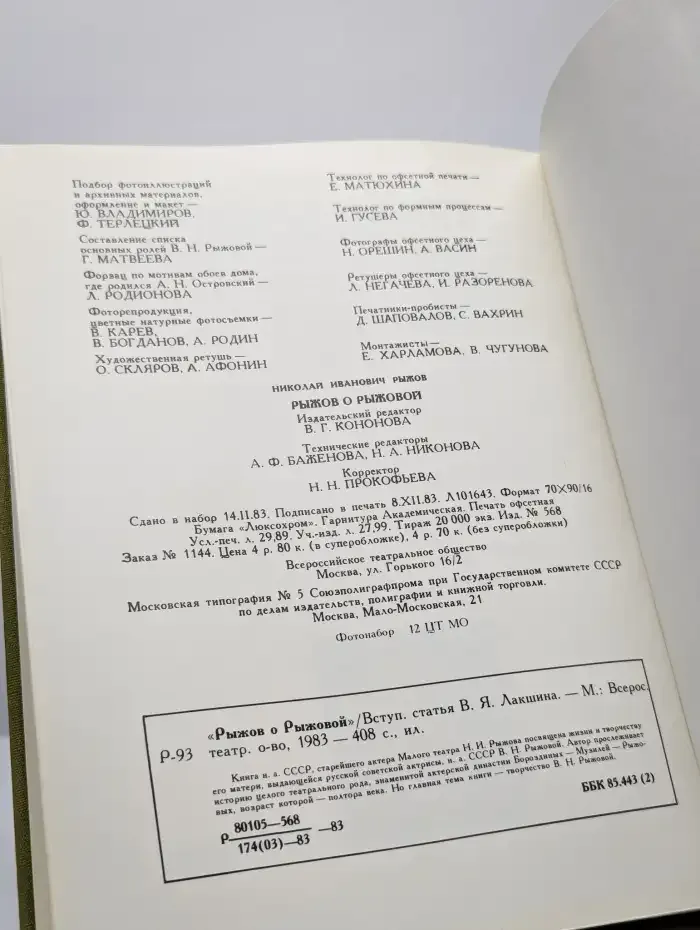 Подбор фотоиллюстраций
и архивных материалов,
оформление и макет —
Ю. ВЛАДИМИРОВ,
Ф. ТЕРЛЕЦКИЙ
Составление списка
основных ролей В. Н. Рыжовой —
Г. МАТВЕЕВА
Форзац по мотивам обоев дома,
где родился А. Н. Островский —
Л. РОДИОНОВА
Фоторепродукция,
цветные натурные фотосъемки —
В. КАРЕВ,
В. БОГДАНОВ, А. РОДИН
Художественная ретушь —
О. СКЛЯРОВ, А. АФОНИН
Технолог по офсетной печати —
Е. МАТЮХИНА
Технолог по формным процессам —
И. ГУСЕВА
Фотографы офсетного цеха —
Н. ОРЕШИН, А. ВАСИН
Ретушеры офсетного цеха —
Л. НЕГАЧЕВА, И. РАЗОРЕНОВА
Печатники-пробисты —
Д. ШАПОВАЛОВ, С. ВАХРИН
Монтажисты —
Е. ХАРЛАМОВА, В. ЧУГУНОВА
НИКОЛАЙ ИВАНОВИЧ РЫЖОВ
РЫЖОВ О РЫЖОВОЙ
Издательский редактор
В. Г. КОНОНОВА
Технические редакторы
А. Ф. БАЖЕНОВА, Н. А. НИКОНОВА
Корректор
Н. Н. ПРОКОФЬЕВА
Сдано в набор 14.11.83. Подписано в печать 8.XII.83. Л101643. Формат 70×90/16
Бумага «Люксохром». Гарнитура Академическая. Печать офсетная
Усл.-печ. л. 29,89. Уч.-изд. л. 27,99. Тираж 20 000 экз. Изд. № 568
Заказ № 1144. Цена 4 р. 80 к. (в суперобложке), 4 р. 70 к. (без суперобложки)
Всероссийское театральное общество
Москва, ул. Горького 16/2
Московская типография № 5 Союзполиграфпрома при Государственном комитете СССР
по делам издательств, полиграфии и книжной торговли.
Москва, Мало-Московская, 21
Фотонабор 12 ЦТ МО
«Рыжов о Рыжовой»/Вступ. статья В. Я. Лакшина. — М.: Всерос.
Р-93 театр. о-во, 1983 — 408 с., ил.
Книга н. а. СССР, старейшего актера Малого театра Н. И. Рыжова посвящена жизни и творчеству
его матери, выдающейся русской советской актрисы, н. а. СССР В. Н. Рыжовой. Автор прослеживает
историю целого театрального рода, знаменитой актерской династии Бороздиных — Музилей — Рыжо-
вых, возраст которой — полтора века. Но главная тема книги — творчество В. Н. Рыжовой.
Р 80105—568
174(03)—83 —83
ББК 85.443 (2)